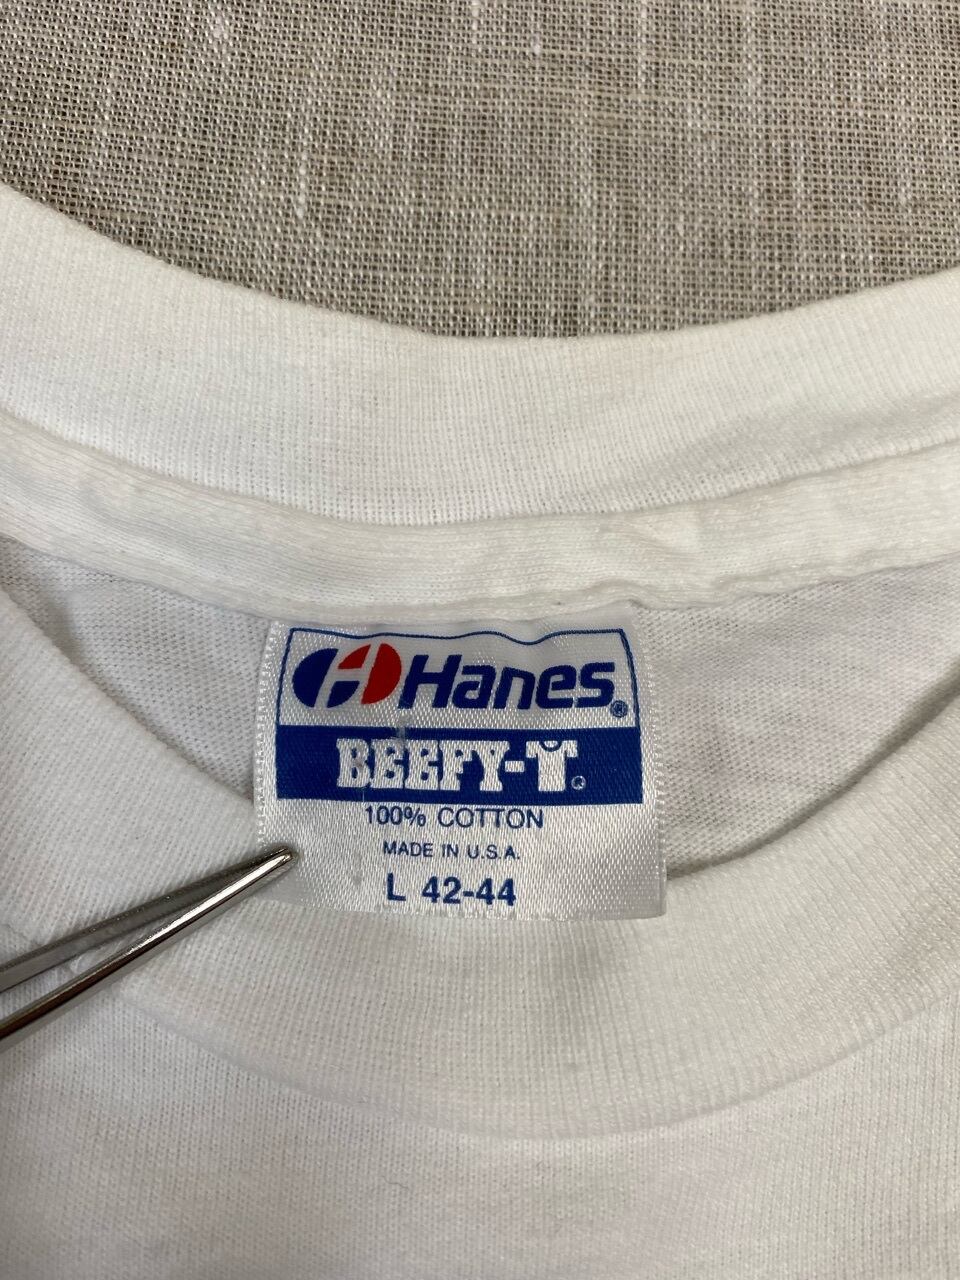 Hanes®
BEEFY-T®
100% COTTON
MADE IN U.S.A.
L 42-44